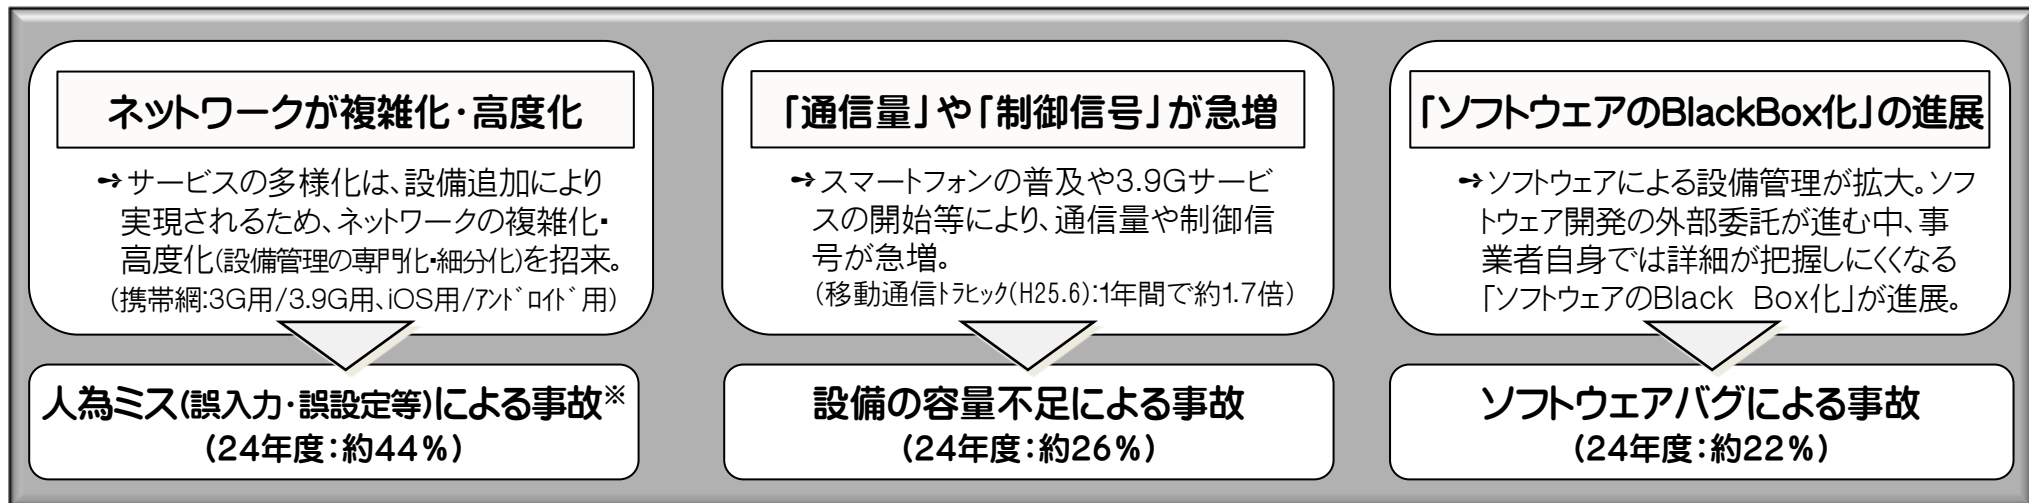 ネットワークが複雑化・高度化
➺サービスの多様化は、設備追加により
実現されるため、ネットワークの複雑化・
高度化(設備管理の専門化・細分化)を招来。
(携帯網:3G用/3.9G用、iOS用/ｱﾝﾄﾞﾛｲﾄﾞ用)
人為ミス(誤入力・誤設定等)による事故※
(24年度：約44％)
「通信量」や「制御信号」が急増
➺スマートフォンの普及や3.9Gサービ
スの開始等により、通信量や制御信
号が急増。
(移動通信ﾄﾗﾋｯｸ(H25.6):1年間で約1.7倍)
設備の容量不足による事故
(24年度：約26％)
「ソフトウェアのBlackBox化」の進展
➺ソフトウェアによる設備管理が拡大。ソフ
トウェア開発の外部委託が進む中、事
業者自身では詳細が把握しにくくなる
「ソフトウェアのBlack Box化」が進展。
ソフトウェアバグによる事故
(24年度：約22％)